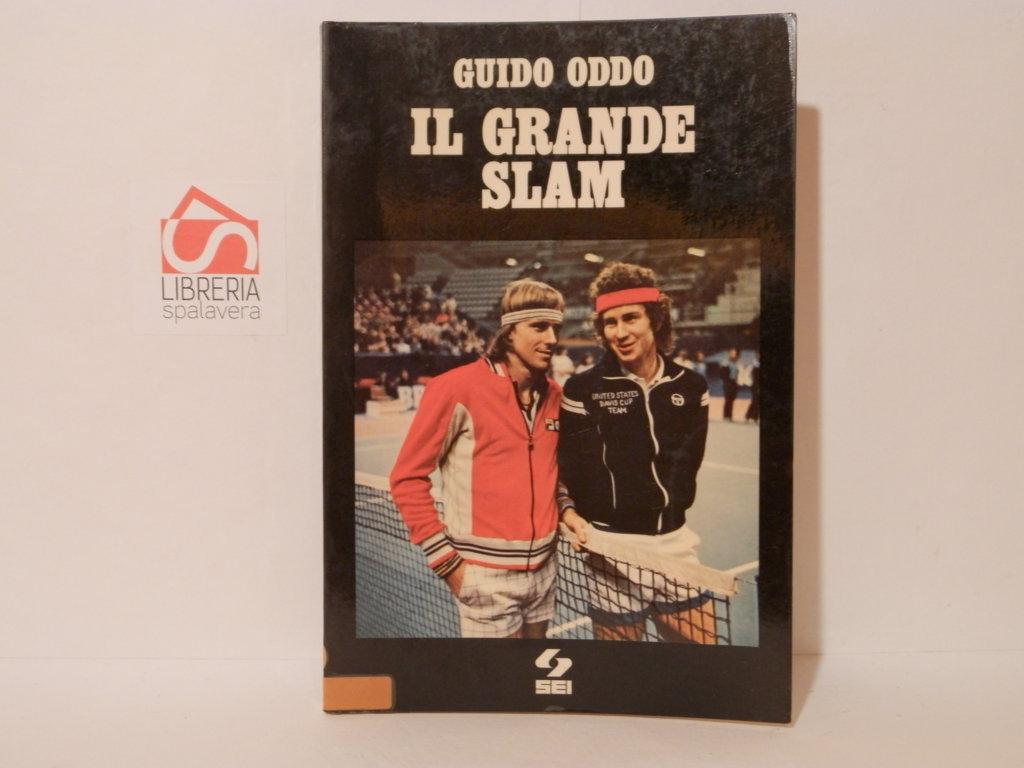 GUIDO ODDO
IL GRANDE
SLAM
LIBRERIA
spalavera
UNITED STATES
DAVIS CUP
TEAM
SEI